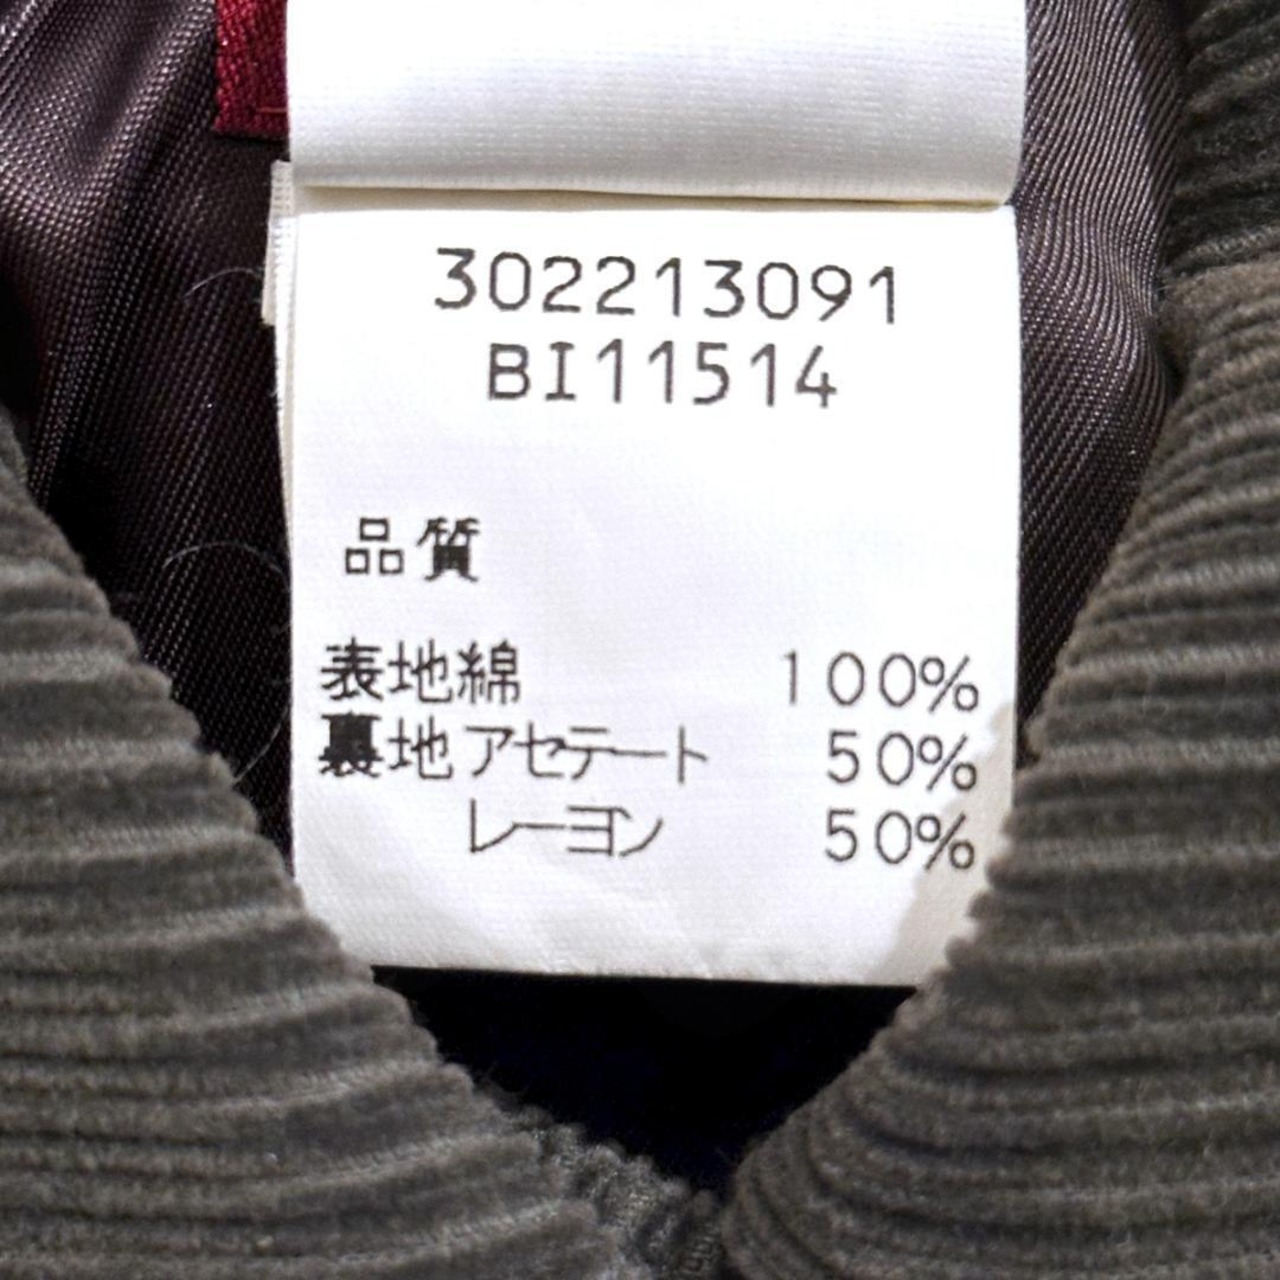 302213091
BI11514
品質
表地綿 100%
裏地アセテート 50%
レーヨン 50%